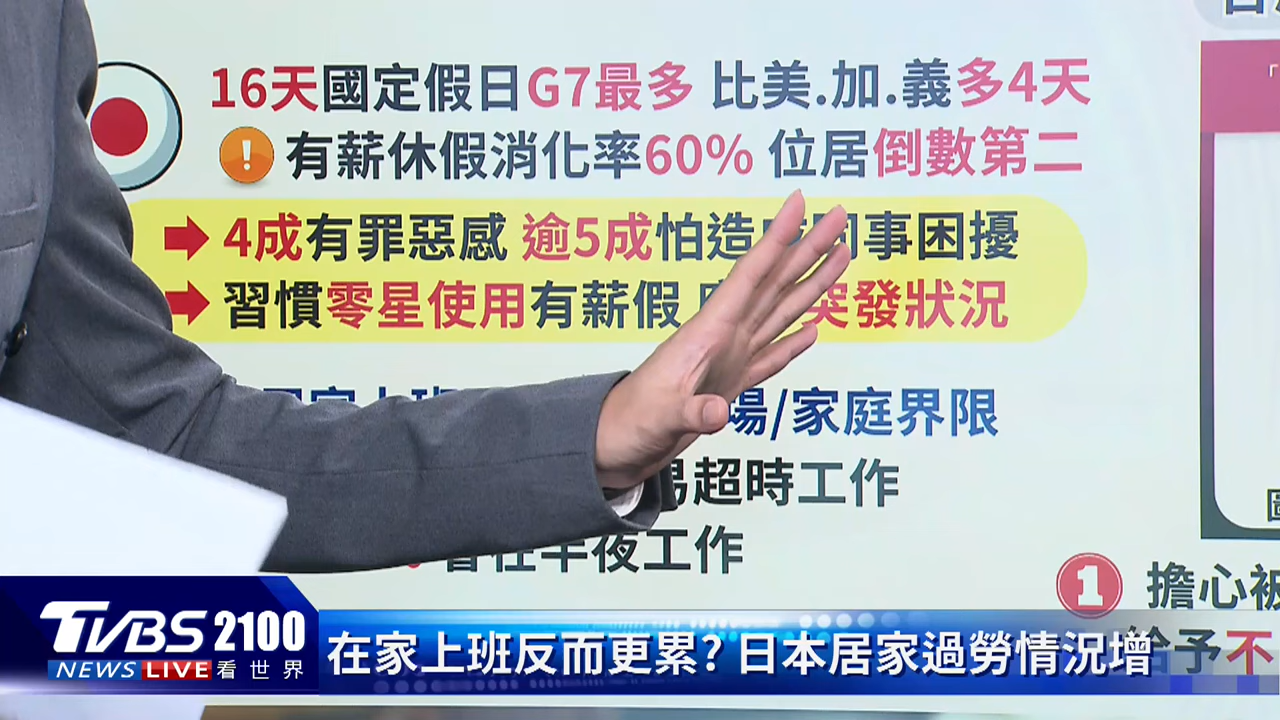 16天國定假日G7最多 比美.加.義多4天
! 有薪休假消化率60% 位居倒數第二
4成有罪惡感 逾5成怕造 事困擾
習慣零星使用有薪假 突發狀況
場/家庭界限
超時工作
半夜工作
1 擔心被
給予不
TVBS 2100
NEWS LIVE 看世界
在家上班反而更累? 日本居家過勞情況增